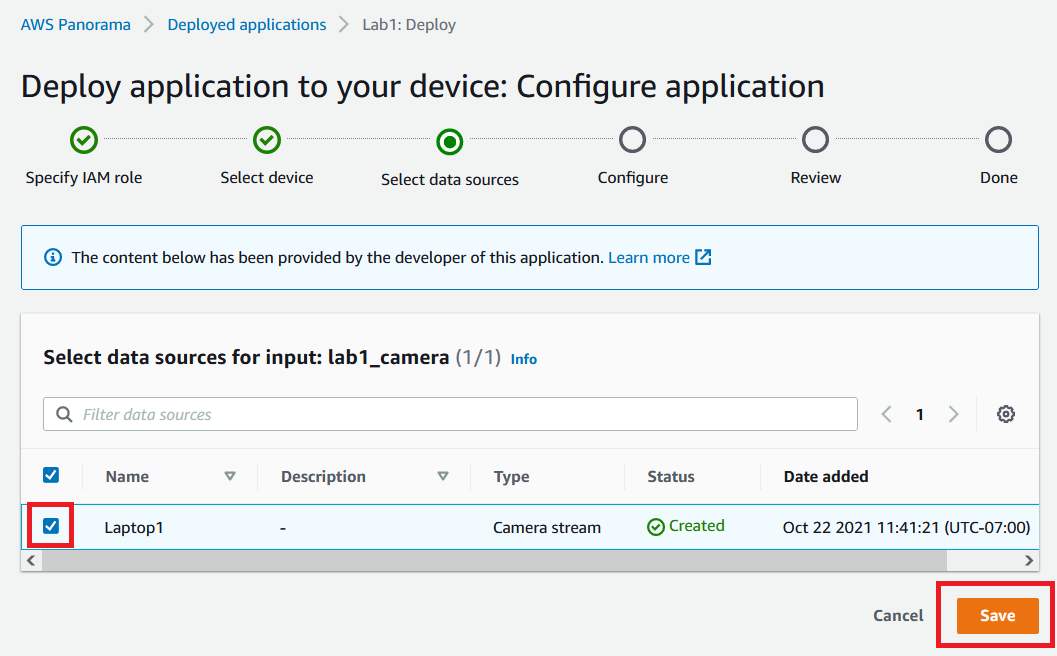 AWS Panorama > Deployed applications > Lab1: Deploy
Deploy application to your device: Configure application
Specify IAM role Select device Select data sources Configure Review Done
The content below has been provided by the developer of this application. Learn more
Select data sources for input: lab1_camera (1/1) Info
Filter data sources 1
Name Description Type Status Date added
Laptop1 - Camera stream Created Oct 22 2021 11:41:21 (UTC-07:00)
Cancel Save